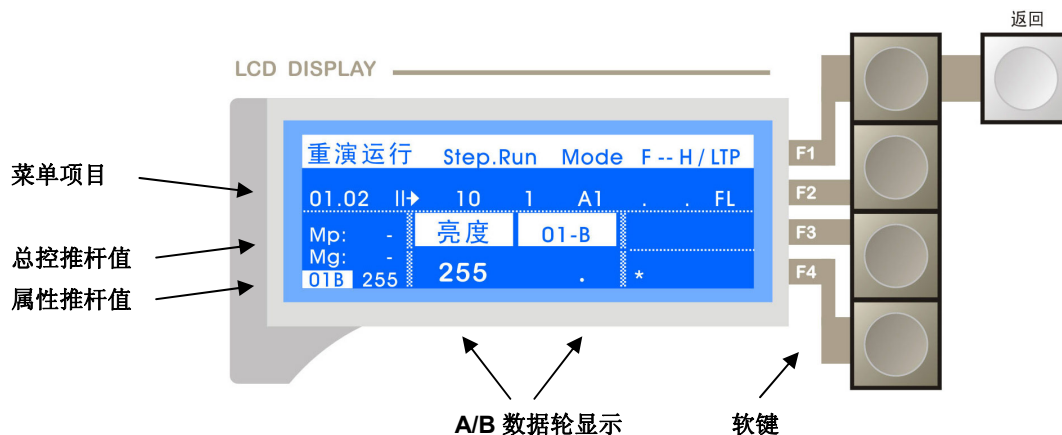 返回
LCD DISPLAY
重演运行 Step.Run Mode F -- H / LTP
F1
菜单项目
01.02 10 1 A1 . . FL
F2
Mp: - 亮度 01-B
F3
总控推杆值
Mg: -
01B 255 255 . *
F4
属性推杆值
A/B 数据轮显示
软键